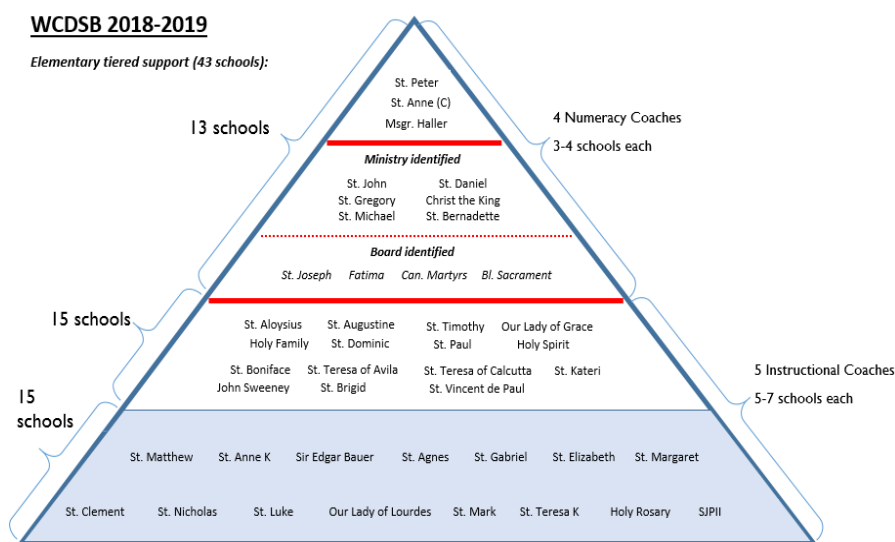 WCDSB 2018-2019
Elementary tiered support (43 schools):
St. Peter
St. Anne (C)
Msgr. Haller
13 schools
4 Numeracy Coaches
3-4 schools each
Ministry identified
St. John St. Daniel
St. Gregory Christ the King
St. Michael St. Bernadette
Board identified
St. Joseph Fatima Can. Martyrs Bl. Sacrament
15 schools
St. Aloysius St. Augustine St. Timothy Our Lady of Grace
Holy Family St. Dominic St. Paul Holy Spirit
St. Boniface St. Teresa of Avila St. Teresa of Calcutta St. Kateri
John Sweeney St. Brigid St. Vincent de Paul
5 Instructional Coaches
5-7 schools each
15
schools
St. Matthew St. Anne K Sir Edgar Bauer St. Agnes St. Gabriel St. Elizabeth St. Margaret
St. Clement St. Nicholas St. Luke Our Lady of Lourdes St. Mark St. Teresa K Holy Rosary SJPII